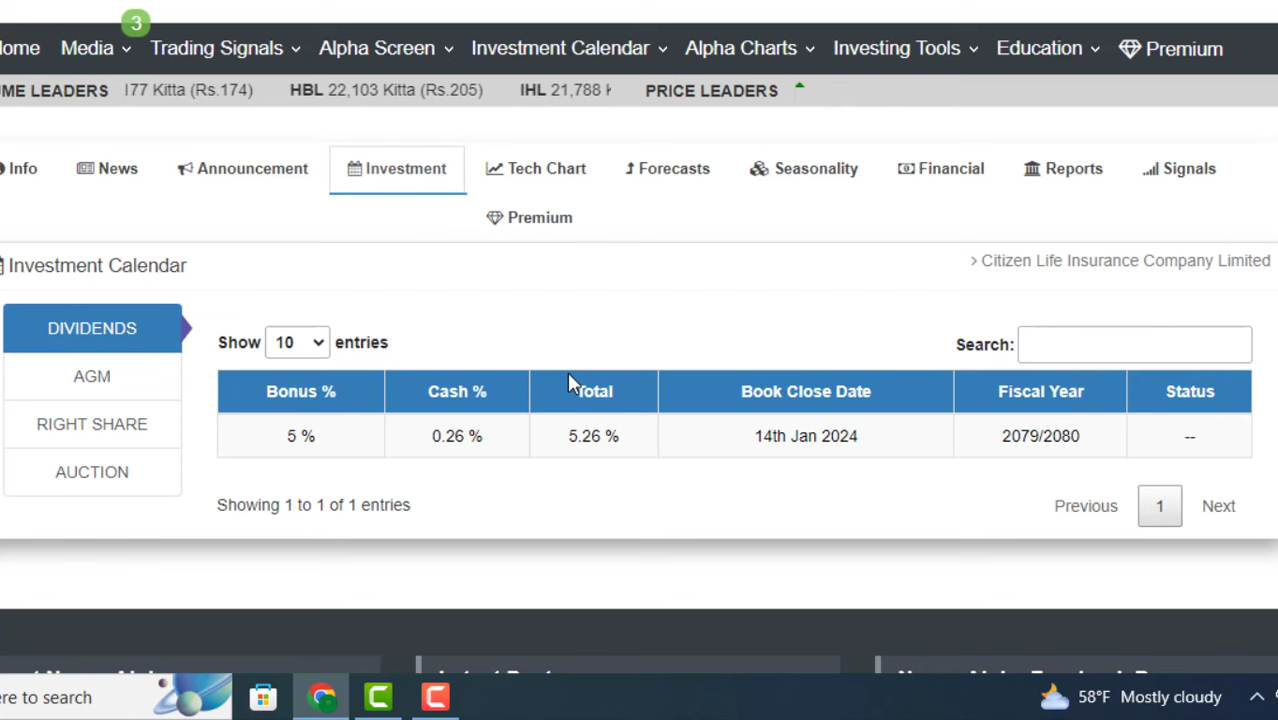 3
Home Media Trading Signals Alpha Screen Investment Calendar Alpha Charts Investing Tools Education Premium
LEADERS 177 Kitta (Rs.174) HBL 22,103 Kitta (Rs.205) IHL 21,788 PRICE LEADERS
Info News Announcement Investment Tech Chart Forecasts Seasonality Financial Reports Signals
Premium
Investment Calendar
> Citizen Life Insurance Company Limited
DIVIDENDS
AGM
RIGHT SHARE
AUCTION
Show 10 entries
Search:
Bonus % Cash % Total Book Close Date Fiscal Year Status
5 % 0.26 % 5.26 % 14th Jan 2024 2079/2080 --
Showing 1 to 1 of 1 entries
Previous 1 Next
to search
58°F Mostly cloudy